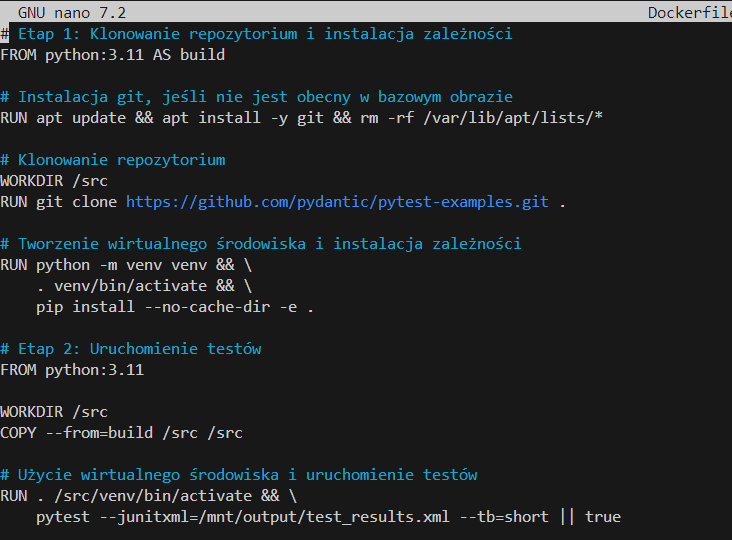 GNU nano 7.2 Dockerfile
# Etap 1: Klonowanie repozytorium i instalacja zależności
FROM python:3.11 AS build
# Instalacja git, jeśli nie jest obecny w bazowym obrazie
RUN apt update && apt install -y git && rm -rf /var/lib/apt/lists/*
# Klonowanie repozytorium
WORKDIR /src
RUN git clone https://github.com/pydantic/pytest-examples.git .
# Tworzenie wirtualnego środowiska i instalacja zależności
RUN python -m venv venv && \
. venv/bin/activate && \
pip install --no-cache-dir -e .
# Etap 2: Uruchomienie testów
FROM python:3.11
WORKDIR /src
COPY --from=build /src /src
# Użycie wirtualnego środowiska i uruchomienie testów
RUN . /src/venv/bin/activate && \
pytest --junitxml=/mnt/output/test_results.xml --tb=short || true